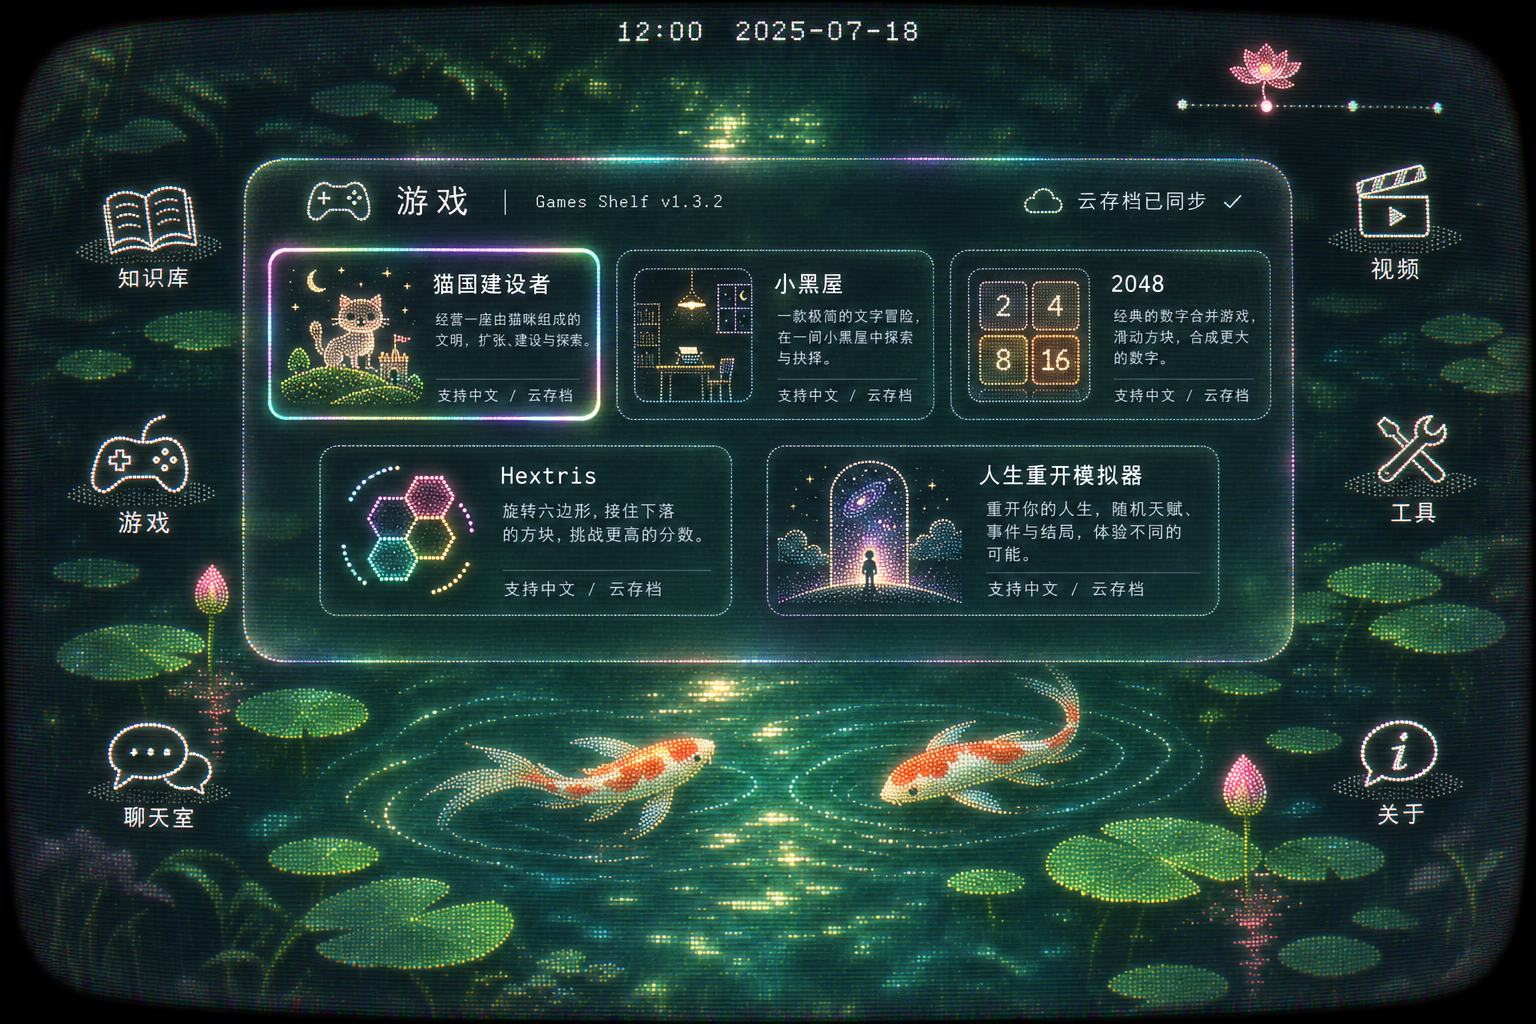 12:00 2025-07-18
游戏 | Games Shelf v1.3.2
云存档已同步 ✓
知识库
游戏
聊天室
猫国建设者
经营一座由猫咪组成的
文明，扩张、建设与探索。
支持中文 / 云存档
小黑屋
一款极简的文字冒险，
在一间小黑屋中探索
与抉择。
支持中文 / 云存档
2048
2 4
8 16
经典的数字合并游戏，
滑动方块，合成更大
的数字。
支持中文 / 云存档
Hextris
旋转六边形，接住下落
的方块，挑战更高的分数。
支持中文 / 云存档
人生重开模拟器
重开你的人生，随机天赋、
事件与结局，体验不同的
可能。
支持中文 / 云存档
视频
工具
i
关于